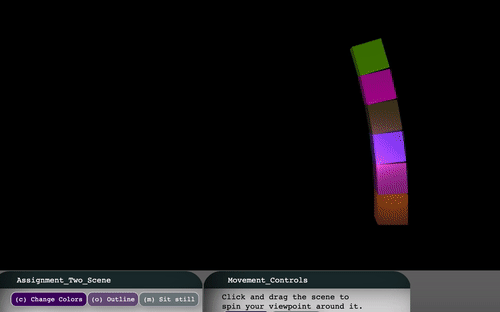 Assignment_Two_Scene
Movement_Controls
(c) Change Colors
(o) Outline
(m) Sit still
Click and drag the scene to
spin your viewpoint around it.